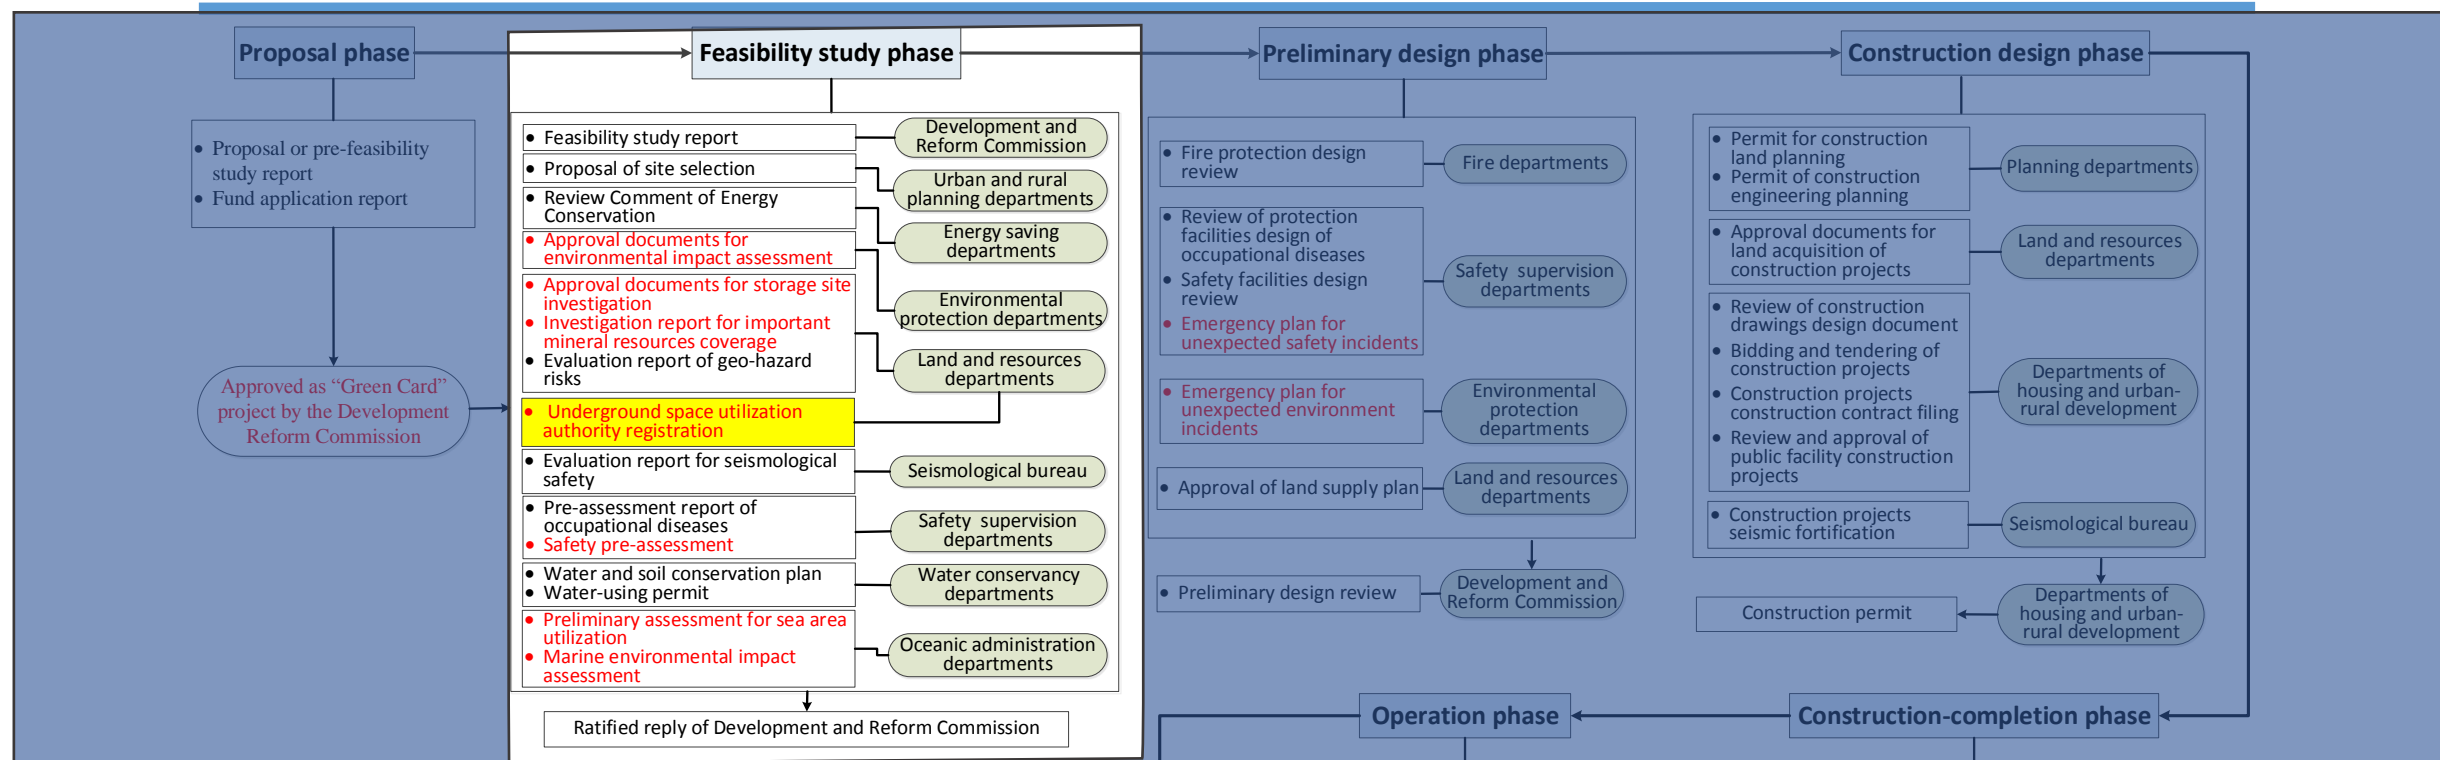 Proposal phase
Feasibility study phase
Preliminary design phase
Construction design phase
• Proposal or pre-feasibility
study report
• Fund application report
Approved as “Green Card”
project by the Development
Reform Commission
• Feasibility study report
Development and
Reform Commission
• Proposal of site selection
Urban and rural
planning departments
• Review Comment of Energy
Conservation
Energy saving
departments
• Approval documents for
environmental impact assessment
Environmental
protection departments
• Approval documents for storage site
investigation
• Investigation report for important
mineral resources coverage
• Evaluation report of geo-hazard
risks
Land and resources
departments
• Underground space utilization
authority registration
• Evaluation report for seismological
safety
Seismological bureau
• Pre-assessment report of
occupational diseases
• Safety pre-assessment
Safety supervision
departments
• Water and soil conservation plan
• Water-using permit
Water conservancy
departments
• Preliminary assessment for sea area
utilization
• Marine environmental impact
assessment
Oceanic administration
departments
Ratified reply of Development and Reform Commission
• Fire protection design
review
Fire departments
• Review of protection
facilities design of
occupational diseases
• Safety facilities design
review
• Emergency plan for
unexpected safety incidents
Safety supervision
departments
• Emergency plan for
unexpected environment
incidents
Environmental
protection
departments
• Approval of land supply plan
Land and resources
departments
• Preliminary design review
Development and
Reform Commission
• Permit for construction
land planning
• Permit of construction
engineering planning
Planning departments
• Approval documents for
land acquisition of
construction projects
Land and resources
departments
• Review of construction
drawings design document
• Bidding and tendering of
construction projects
• Construction projects
construction contract filing
• Review and approval of
public facility construction
projects
Departments of
housing and urban-
rural development
• Construction projects
seismic fortification
Seismological bureau
Construction permit
Departments of
housing and urban-
rural development
Operation phase
Construction-completion phase